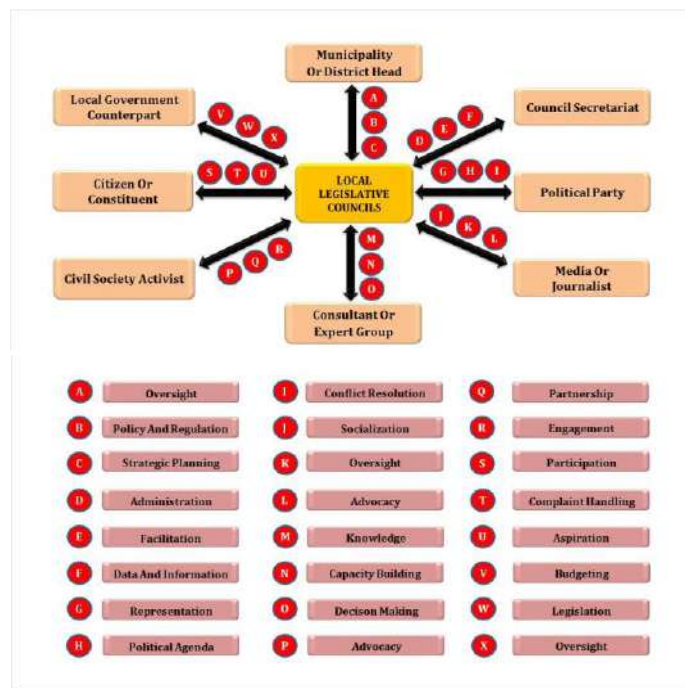 Municipality
Or District Head
Local Government
Counterpart
V
W
X
A
B
C
D
E
F
Council Secretariat
Citizen Or
Constituent
S
T
U
LOCAL
LEGISLATIVE
COUNCILS
G
H
I
Political Party
Civil Society Activist
P
Q
R
M
N
O
J
K
L
Media Or
Journalist
Consultant Or
Expert Group
A Oversight
B Policy And Regulation
C Strategic Planning
D Administration
E Facilitation
F Data And Information
G Representation
H Political Agenda
I Conflict Resolution
J Socialization
K Oversight
L Advocacy
M Knowledge
N Capacity Building
O Decison Making
P Advocacy
Q Partnership
R Engagement
S Participation
T Complaint Handling
U Aspiration
V Budgeting
W Legislation
X Oversight